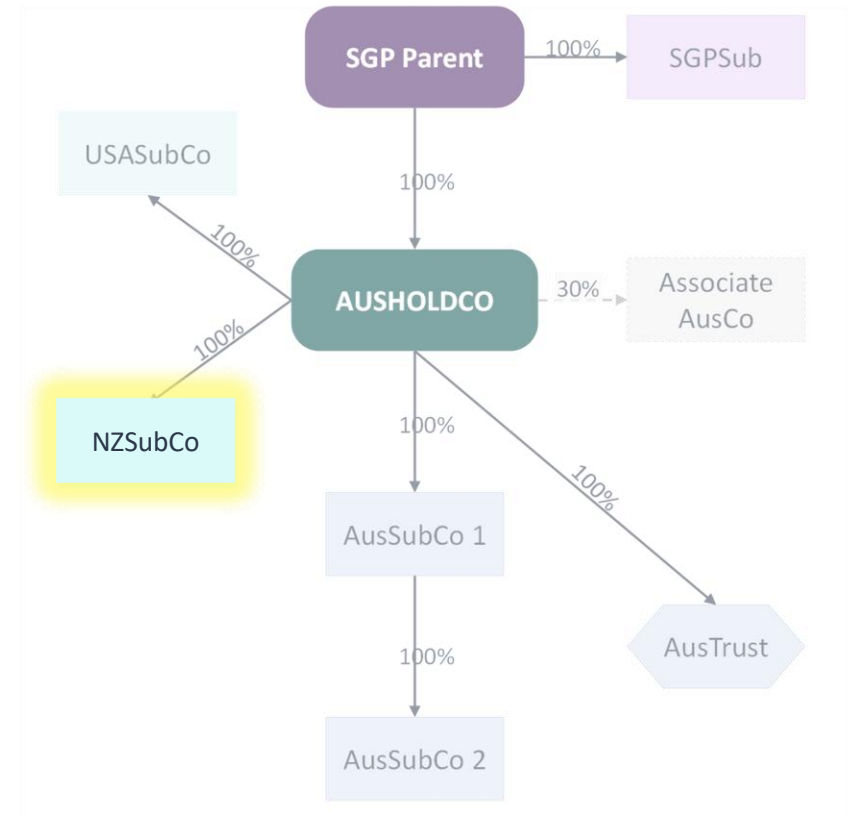 SGP Parent
100%
SGPSub
USASubCo
100%
100%
AUSHOLDCO
30%
Associate
AusCo
100%
NZSubCo
100%
100%
AusSubCo 1
100%
AusTrust
AusSubCo 2